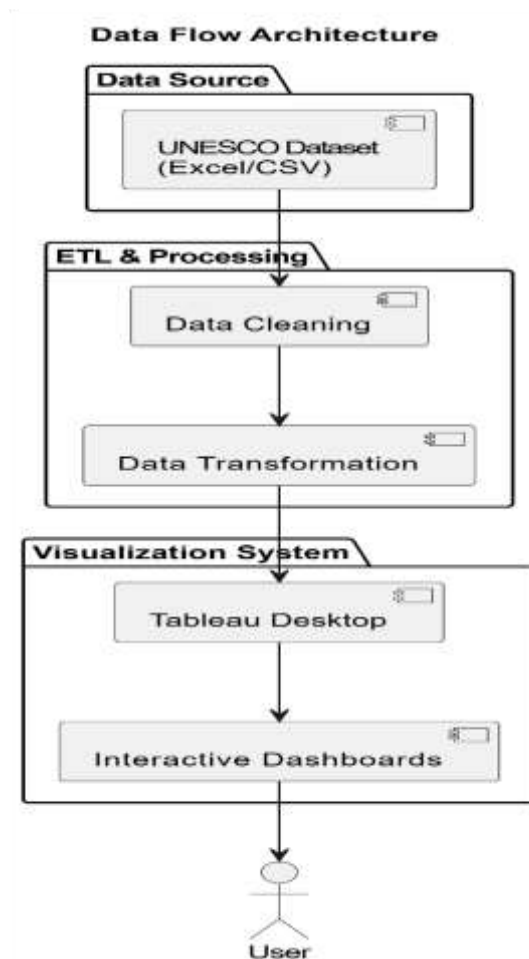 Data Flow Architecture
Data Source
UNESCO Dataset
(Excel/CSV)
ETL & Processing
Data Cleaning
Data Transformation
Visualization System
Tableau Desktop
Interactive Dashboards
User